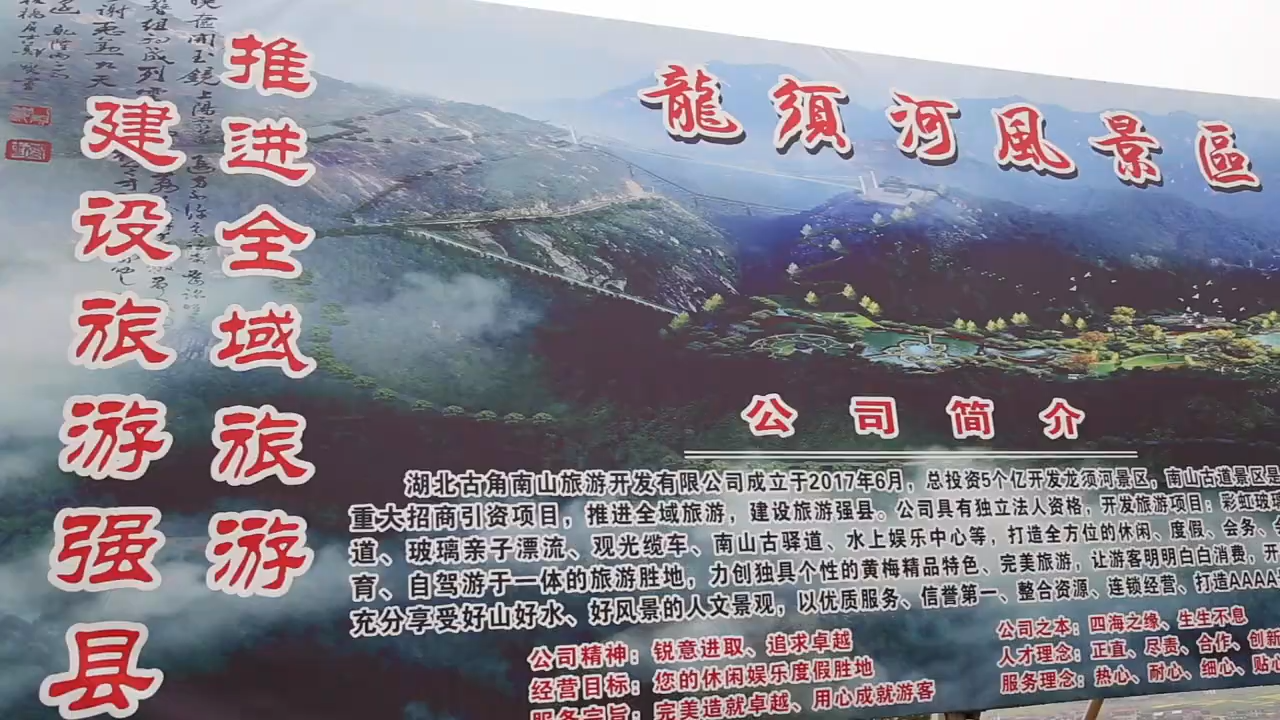 推进全域旅游
建设旅游强县
龍須河風景區
公司简介
湖北古角南山旅游开发有限公司成立于2017年6月，总投资5个亿开发龙须河景区，南山古道景区是
重大招商引资项目，推进全域旅游，建设旅游强县。公司具有独立法人资格，开发旅游项目：彩虹玻
道、玻璃亲子漂流、观光缆车、南山古驿道、水上娱乐中心等，打造全方位的休闲、度假、会务、
育、自驾游于一体的旅游胜地，力创独具个性的黄梅精品特色、完美旅游，让游客明明白白消费，开
充分享受好山好水、好风景的人文景观，以优质服务、信誉第一、整合资源、连锁经营、打造AAAA
公司精神：锐意进取、追求卓越
经营目标：您的休闲娱乐度假胜地
服务宗旨：完美造就卓越、用心成就游客
公司之本：四海之缘、生生不息
人才理念：正直、尽责、合作、创新
服务理念：热心、耐心、细心、贴心